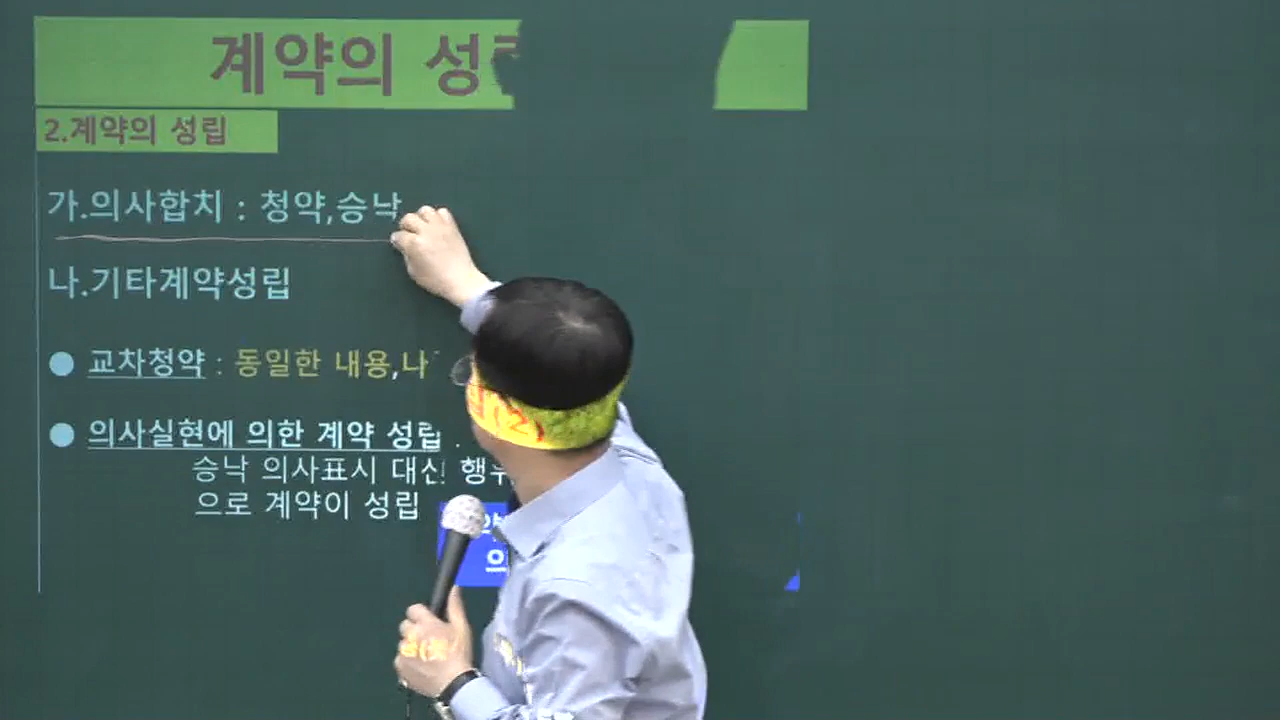 계약의
2.계약의 성립
가.의사합치 : 청약,승낙
나.기타계약성립
● 교차청약 : 동일한 내용,
● 의사실현에 의한 계약 성립 .
승낙 의사표시 대신
으로 계약이 성립
(2)